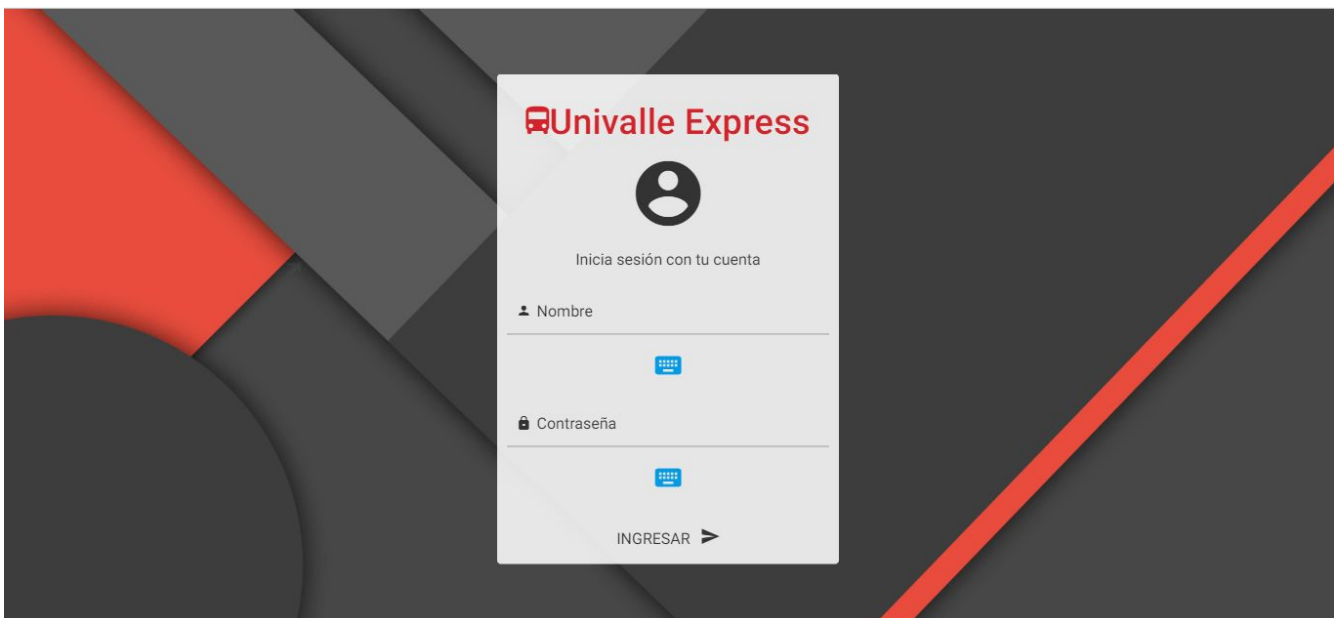 Univalle Express
Inicia sesión con tu cuenta
Nombre
Contraseña
INGRESAR